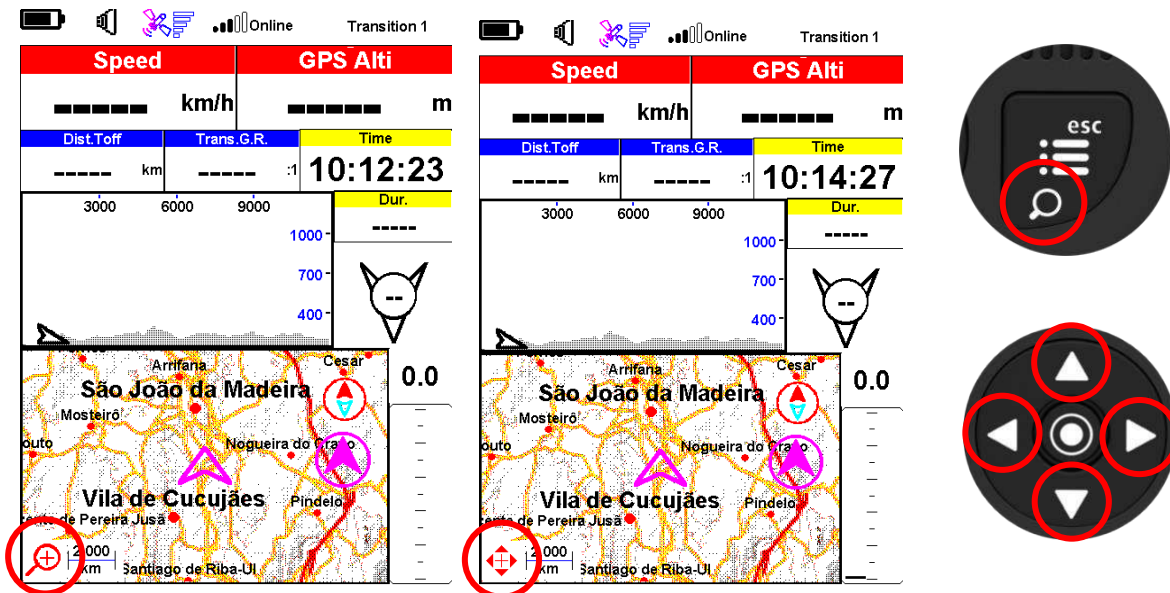 Online Transition 1
Speed GPS Alti
----- km/h ----- m
Dist.Toff Trans.G.R. Time
----- km ----- :1 10:12:23
3000 6000 9000 Dur.
-----
1000
700
--
400
Arrifana Cesar
São João da Madeira 0.0
Mosteirô
outo Nogueira do
Vila de Cucujães
Pindelo
de Pereira Jusã
2,000
km
Santiago de Riba-Ul
Online Transition 1
Speed GPS Alti
----- km/h ----- m
Dist.Toff Trans.G.R. Time
----- km ----- :1 10:14:27
3000 6000 9000 Dur.
-----
1000
700
--
400
Arrifana Cesar
São João da Madeira 0.0
Mosteirô
outo Nogueira do
Vila de Cucujães
Pindelo
de Pereira Jusã
km
Santiago de Riba-Ul
esc